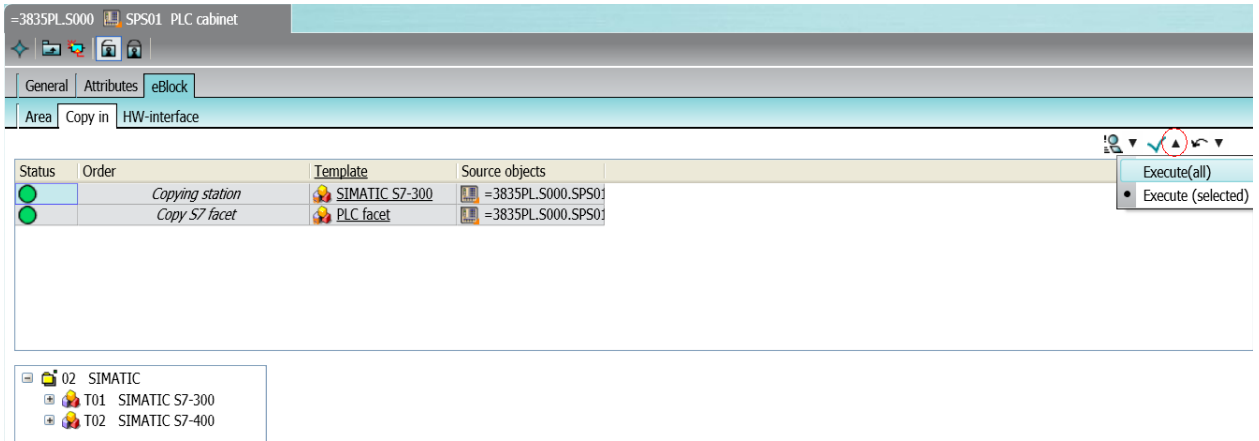 =3835PL.S000 SPS01 PLC cabinet
General Attributes eBlock
Area Copy in HW-interface
Status Order Template Source objects
Copying station SIMATIC S7-300 =3835PL.S000.SPS01
Copy S7 facet PLC facet =3835PL.S000.SPS01
Execute(all)
Execute (selected)
02 SIMATIC
T01 SIMATIC S7-300
T02 SIMATIC S7-400